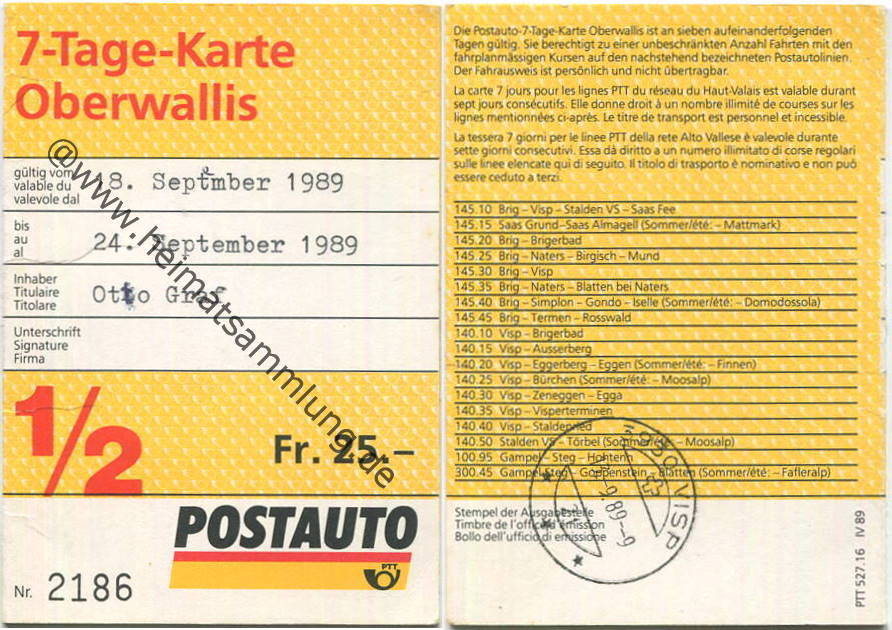 7-Tage-Karte
Oberwallis
gültig vom
valable du
valevole dal
18. September 1989
bis
au
al
24. September 1989
Inhaber
Titulaire
Titolare
Otto Graf
Unterschrift
Signature
Firma
1/2
Fr. 25.–
POSTAUTO
PTT
Nr. 2186
@www.heimatsammlung.de
Die Postauto-7-Tage-Karte Oberwallis ist an sieben aufeinanderfolgenden
Tagen gültig. Sie berechtigt zu einer unbeschränkten Anzahl Fahrten mit den
fahrplanmässigen Kursen auf den nachstehend bezeichneten Postautolinien.
Der Fahrausweis ist persönlich und nicht übertragbar.
La carte 7 jours pour les lignes PTT du réseau du Haut-Valais est valable durant
sept jours consécutifs. Elle donne droit à un nombre illimité de courses sur les
lignes mentionnées ci-après. Le titre de transport est personnel et incessible.
La tessera 7 giorni per le linee PTT della rete Alto Vallese è valevole durante
sette giorni consecutivi. Essa dà diritto a un numero illimitato di corse regolari
sulle linee elencate qui di seguito. Il titolo di trasporto è nominativo e non può
essere ceduto a terzi.
145.10 Brig – Visp – Stalden VS – Saas Fee
145.15 Saas Grund–Saas Almagell (Sommer/été: – Mattmark)
145.20 Brig – Brigerbad
145.25 Brig – Naters – Birgisch – Mund
145.30 Brig – Visp
145.35 Brig – Naters – Blatten bei Naters
145.40 Brig – Simplon – Gondo – Iselle (Sommer/été: – Domodossola)
145.45 Brig – Termen – Rosswald
140.10 Visp – Brigerbad
140.15 Visp – Ausserberg
140.20 Visp – Eggerberg – Eggen (Sommer/été: – Finnen)
140.25 Visp – Bürchen (Sommer/été: – Moosalp)
140.30 Visp – Zeneggen – Egga
140.35 Visp – Visperterminen
140.40 Visp – Staldenried
140.50 Stalden VS – Törbel (Sommer/été: – Moosalp)
100.95 Gampel – Steg – Hohtenn
300.45 Gampel-Steg – Goppenstein – Blatten (Sommer/été: – Fafleralp)
3930 VISP
-9.89-9
Stempel der Ausgabestelle
Timbre de l'office d'émission
Bollo dell'ufficio di emissione
PTT 527.16 IV 89